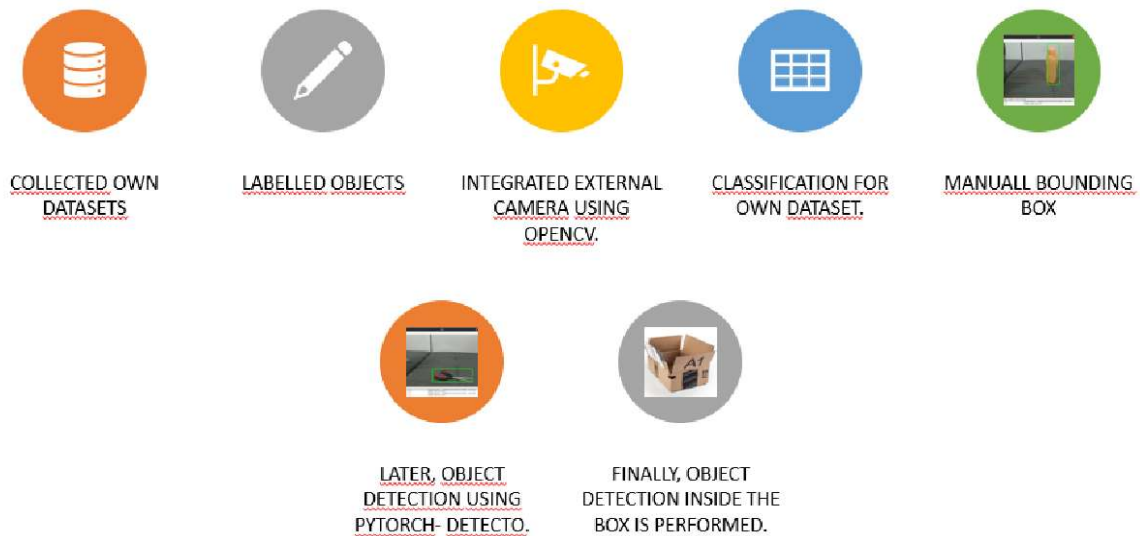 COLLECTED OWN
DATASETS
LABELLED OBJECTS
INTEGRATED EXTERNAL
CAMERA USING
OPENCV.
CLASSIFICATION FOR
OWN DATASET.
MANUALL BOUNDING
BOX
LATER, OBJECT
DETECTION USING
PYTORCH- DETECTO.
A1
FINALLY, OBJECT
DETECTION INSIDE THE
BOX IS PERFORMED.